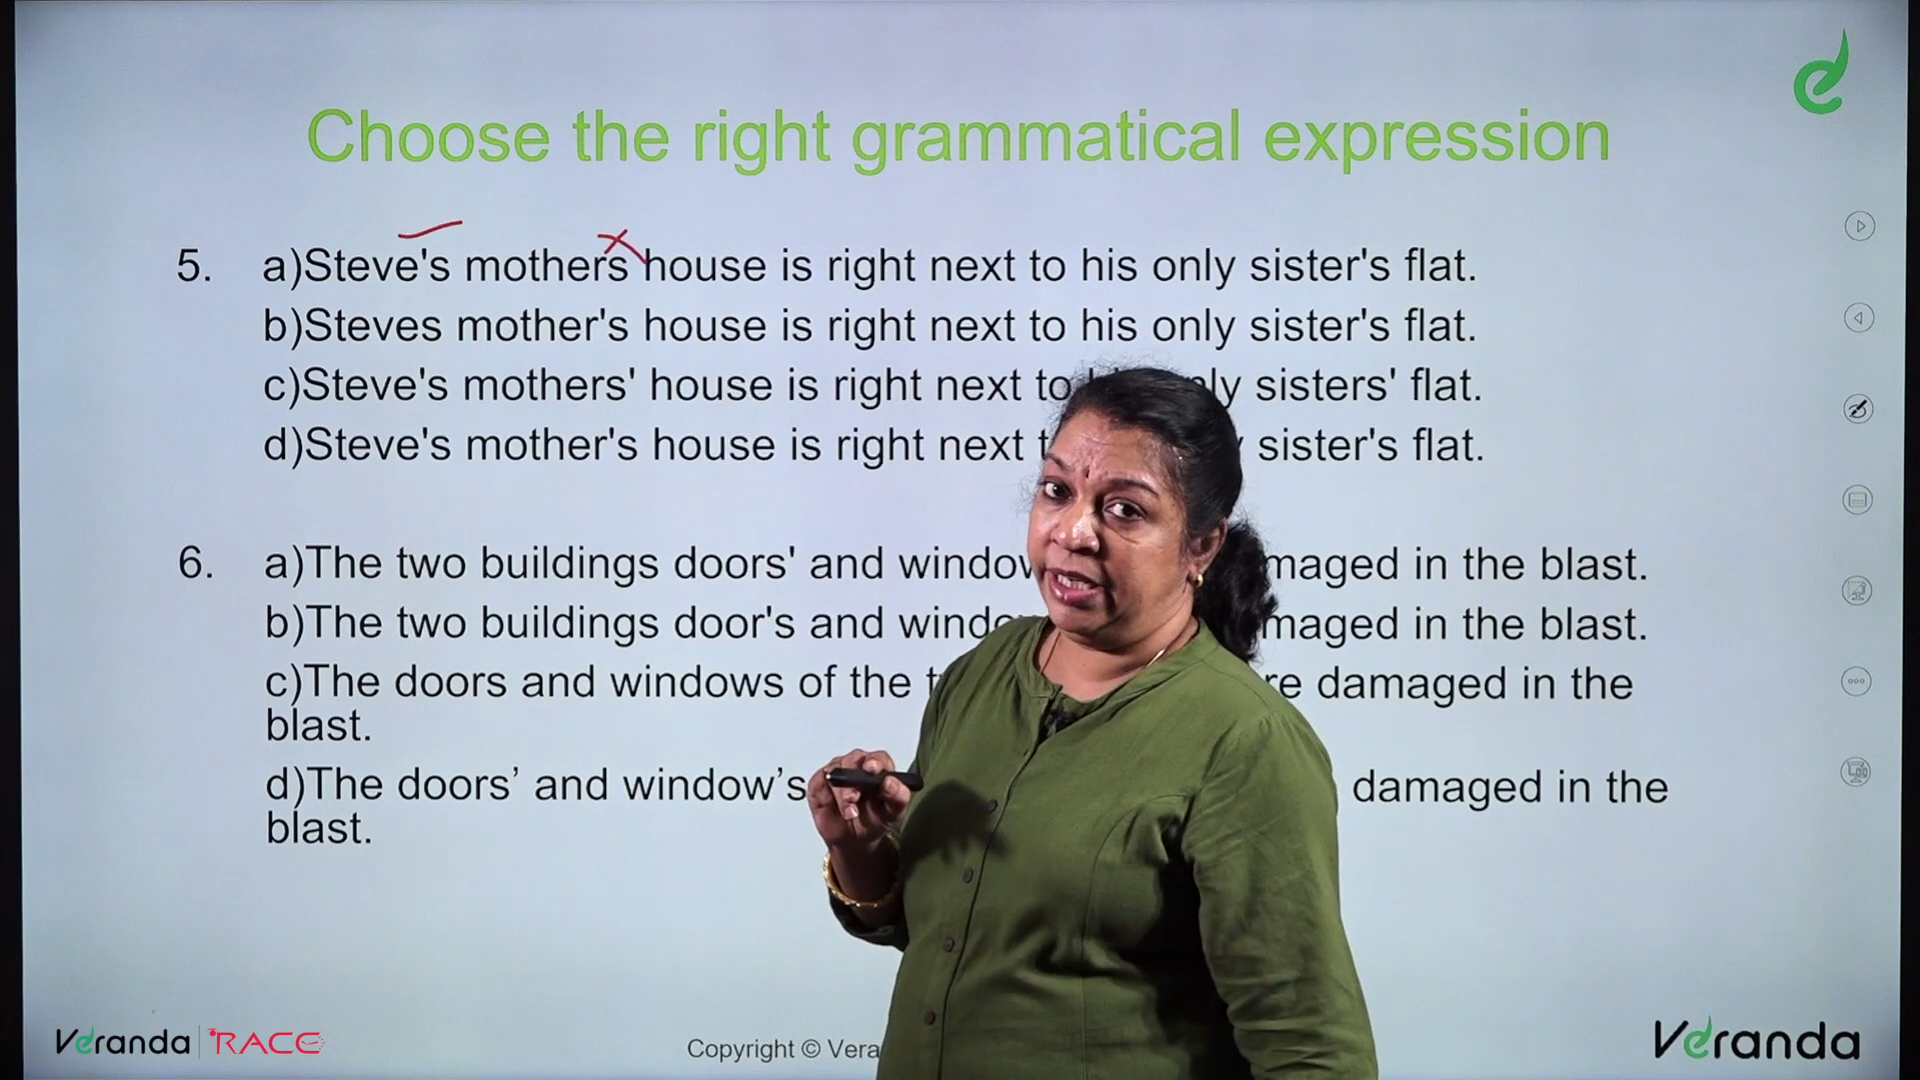 Choose the right grammatical expression
5. a)Steve's mothers house is right next to his only sister's flat.
b)Steves mother's house is right next to his only sister's flat.
c)Steve's mothers' house is right next to sisters' flat.
d)Steve's mother's house is right next sister's flat.
6. a)The two buildings doors' and in the blast.
b)The two buildings door's and in the blast.
c)The doors and windows of the damaged in the
blast.
d)The doors’ and window’s damaged in the
blast.
Veranda RACE
Copyright ©
Veranda